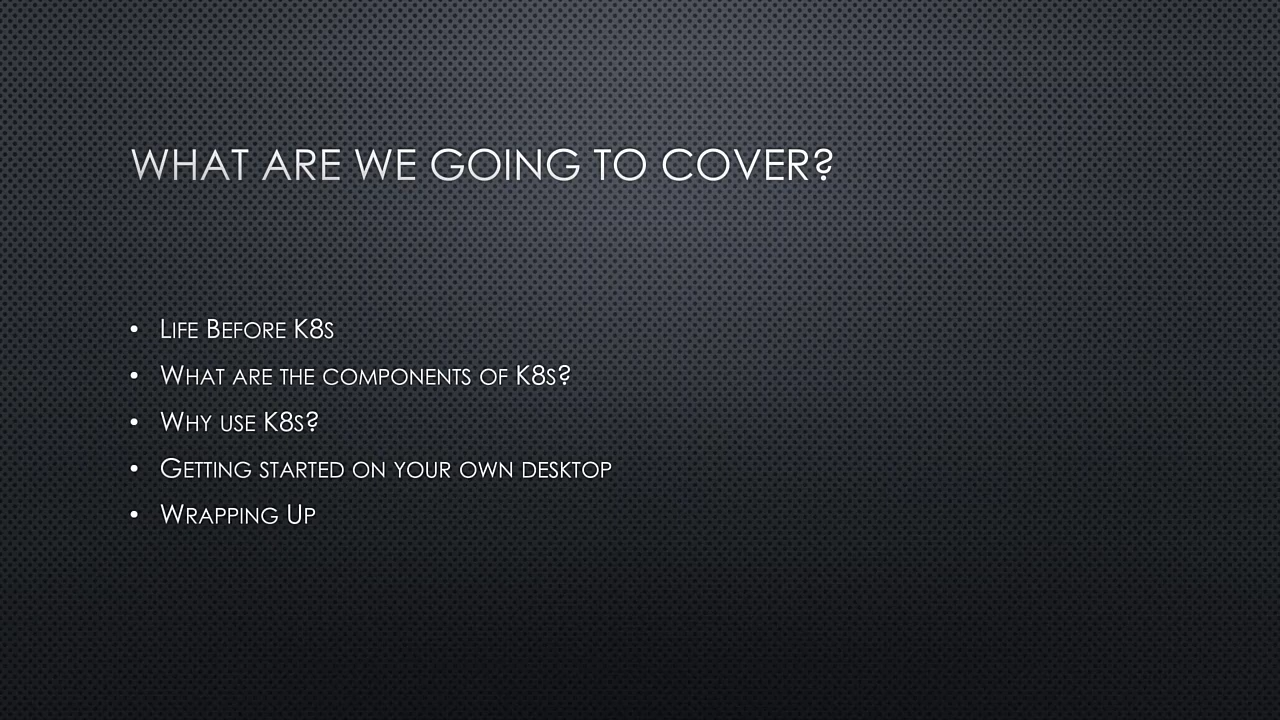 WHAT ARE WE GOING TO COVER?
• LIFE BEFORE K8S
• WHAT ARE THE COMPONENTS OF K8S?
• WHY USE K8S?
• GETTING STARTED ON YOUR OWN DESKTOP
• WRAPPING UP